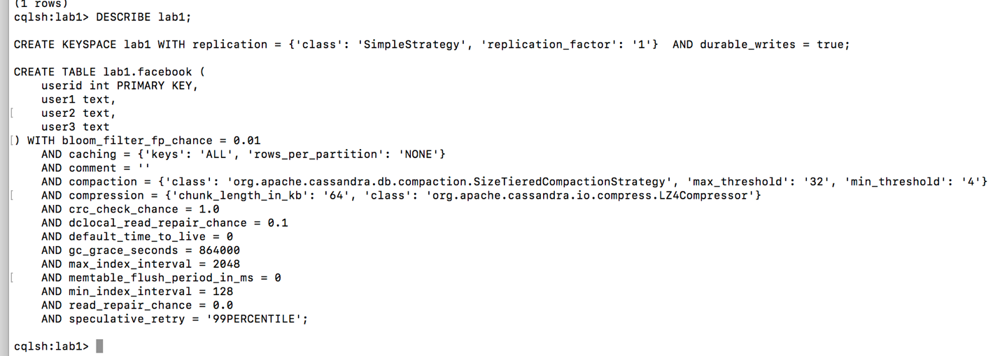 (1 rows)
cqlsh:lab1> DESCRIBE lab1;
CREATE KEYSPACE lab1 WITH replication = {'class': 'SimpleStrategy', 'replication_factor': '1'}  AND durable_writes = true;
CREATE TABLE lab1.facebook (
    userid int PRIMARY KEY,
    user1 text,
[    user2 text,
    user3 text
[) WITH bloom_filter_fp_chance = 0.01
    AND caching = {'keys': 'ALL', 'rows_per_partition': 'NONE'}
    AND comment = ''
    AND compaction = {'class': 'org.apache.cassandra.db.compaction.SizeTieredCompactionStrategy', 'max_threshold': '32', 'min_threshold': '4'}
[    AND compression = {'chunk_length_in_kb': '64', 'class': 'org.apache.cassandra.io.compress.LZ4Compressor'}
    AND crc_check_chance = 1.0
    AND dclocal_read_repair_chance = 0.1
    AND default_time_to_live = 0
    AND gc_grace_seconds = 864000
    AND max_index_interval = 2048
[    AND memtable_flush_period_in_ms = 0
    AND min_index_interval = 128
    AND read_repair_chance = 0.0
    AND speculative_retry = '99PERCENTILE';
cqlsh:lab1>